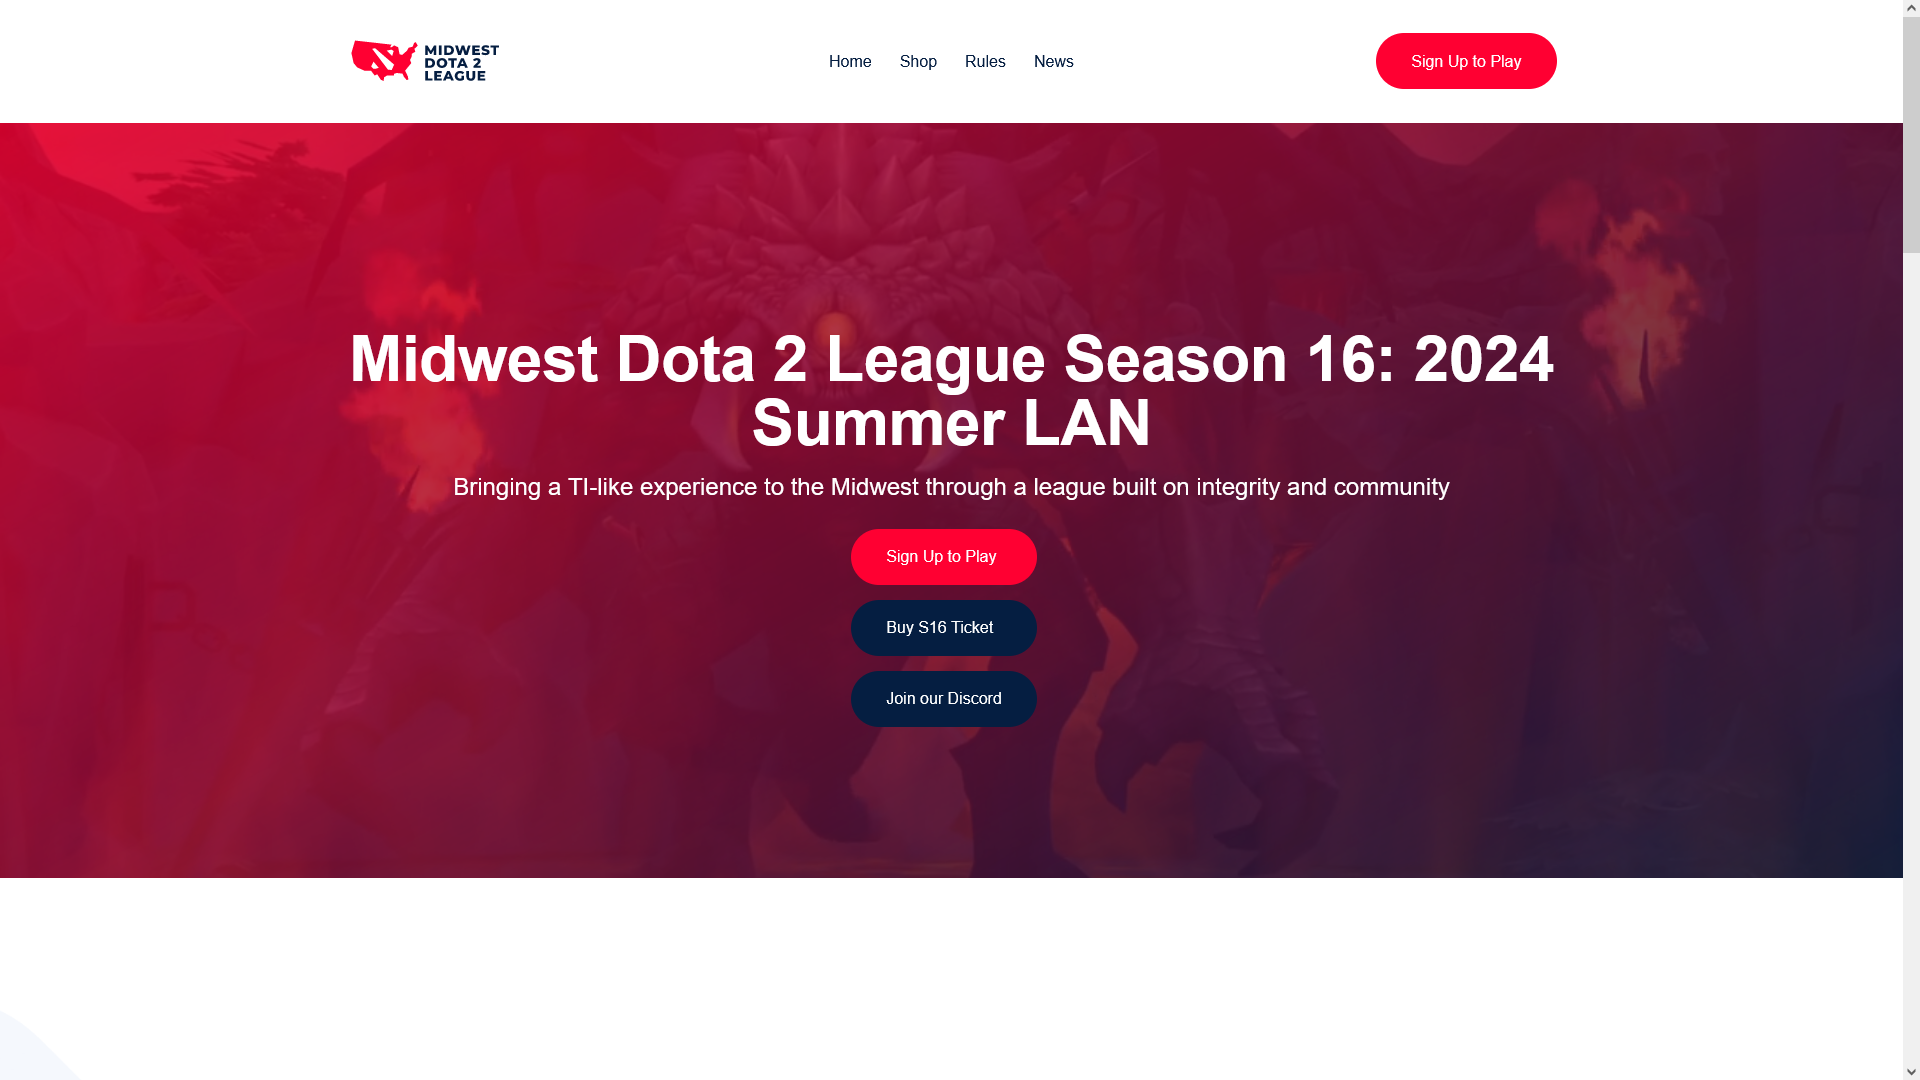 MIDWEST
DOTA 2
LEAGUE
Home
Shop
Rules
News
Sign Up to Play
Midwest Dota 2 League Season 16: 2024
Summer LAN
Bringing a TI-like experience to the Midwest through a league built on integrity and community
Sign Up to Play
Buy S16 Ticket
Join our Discord